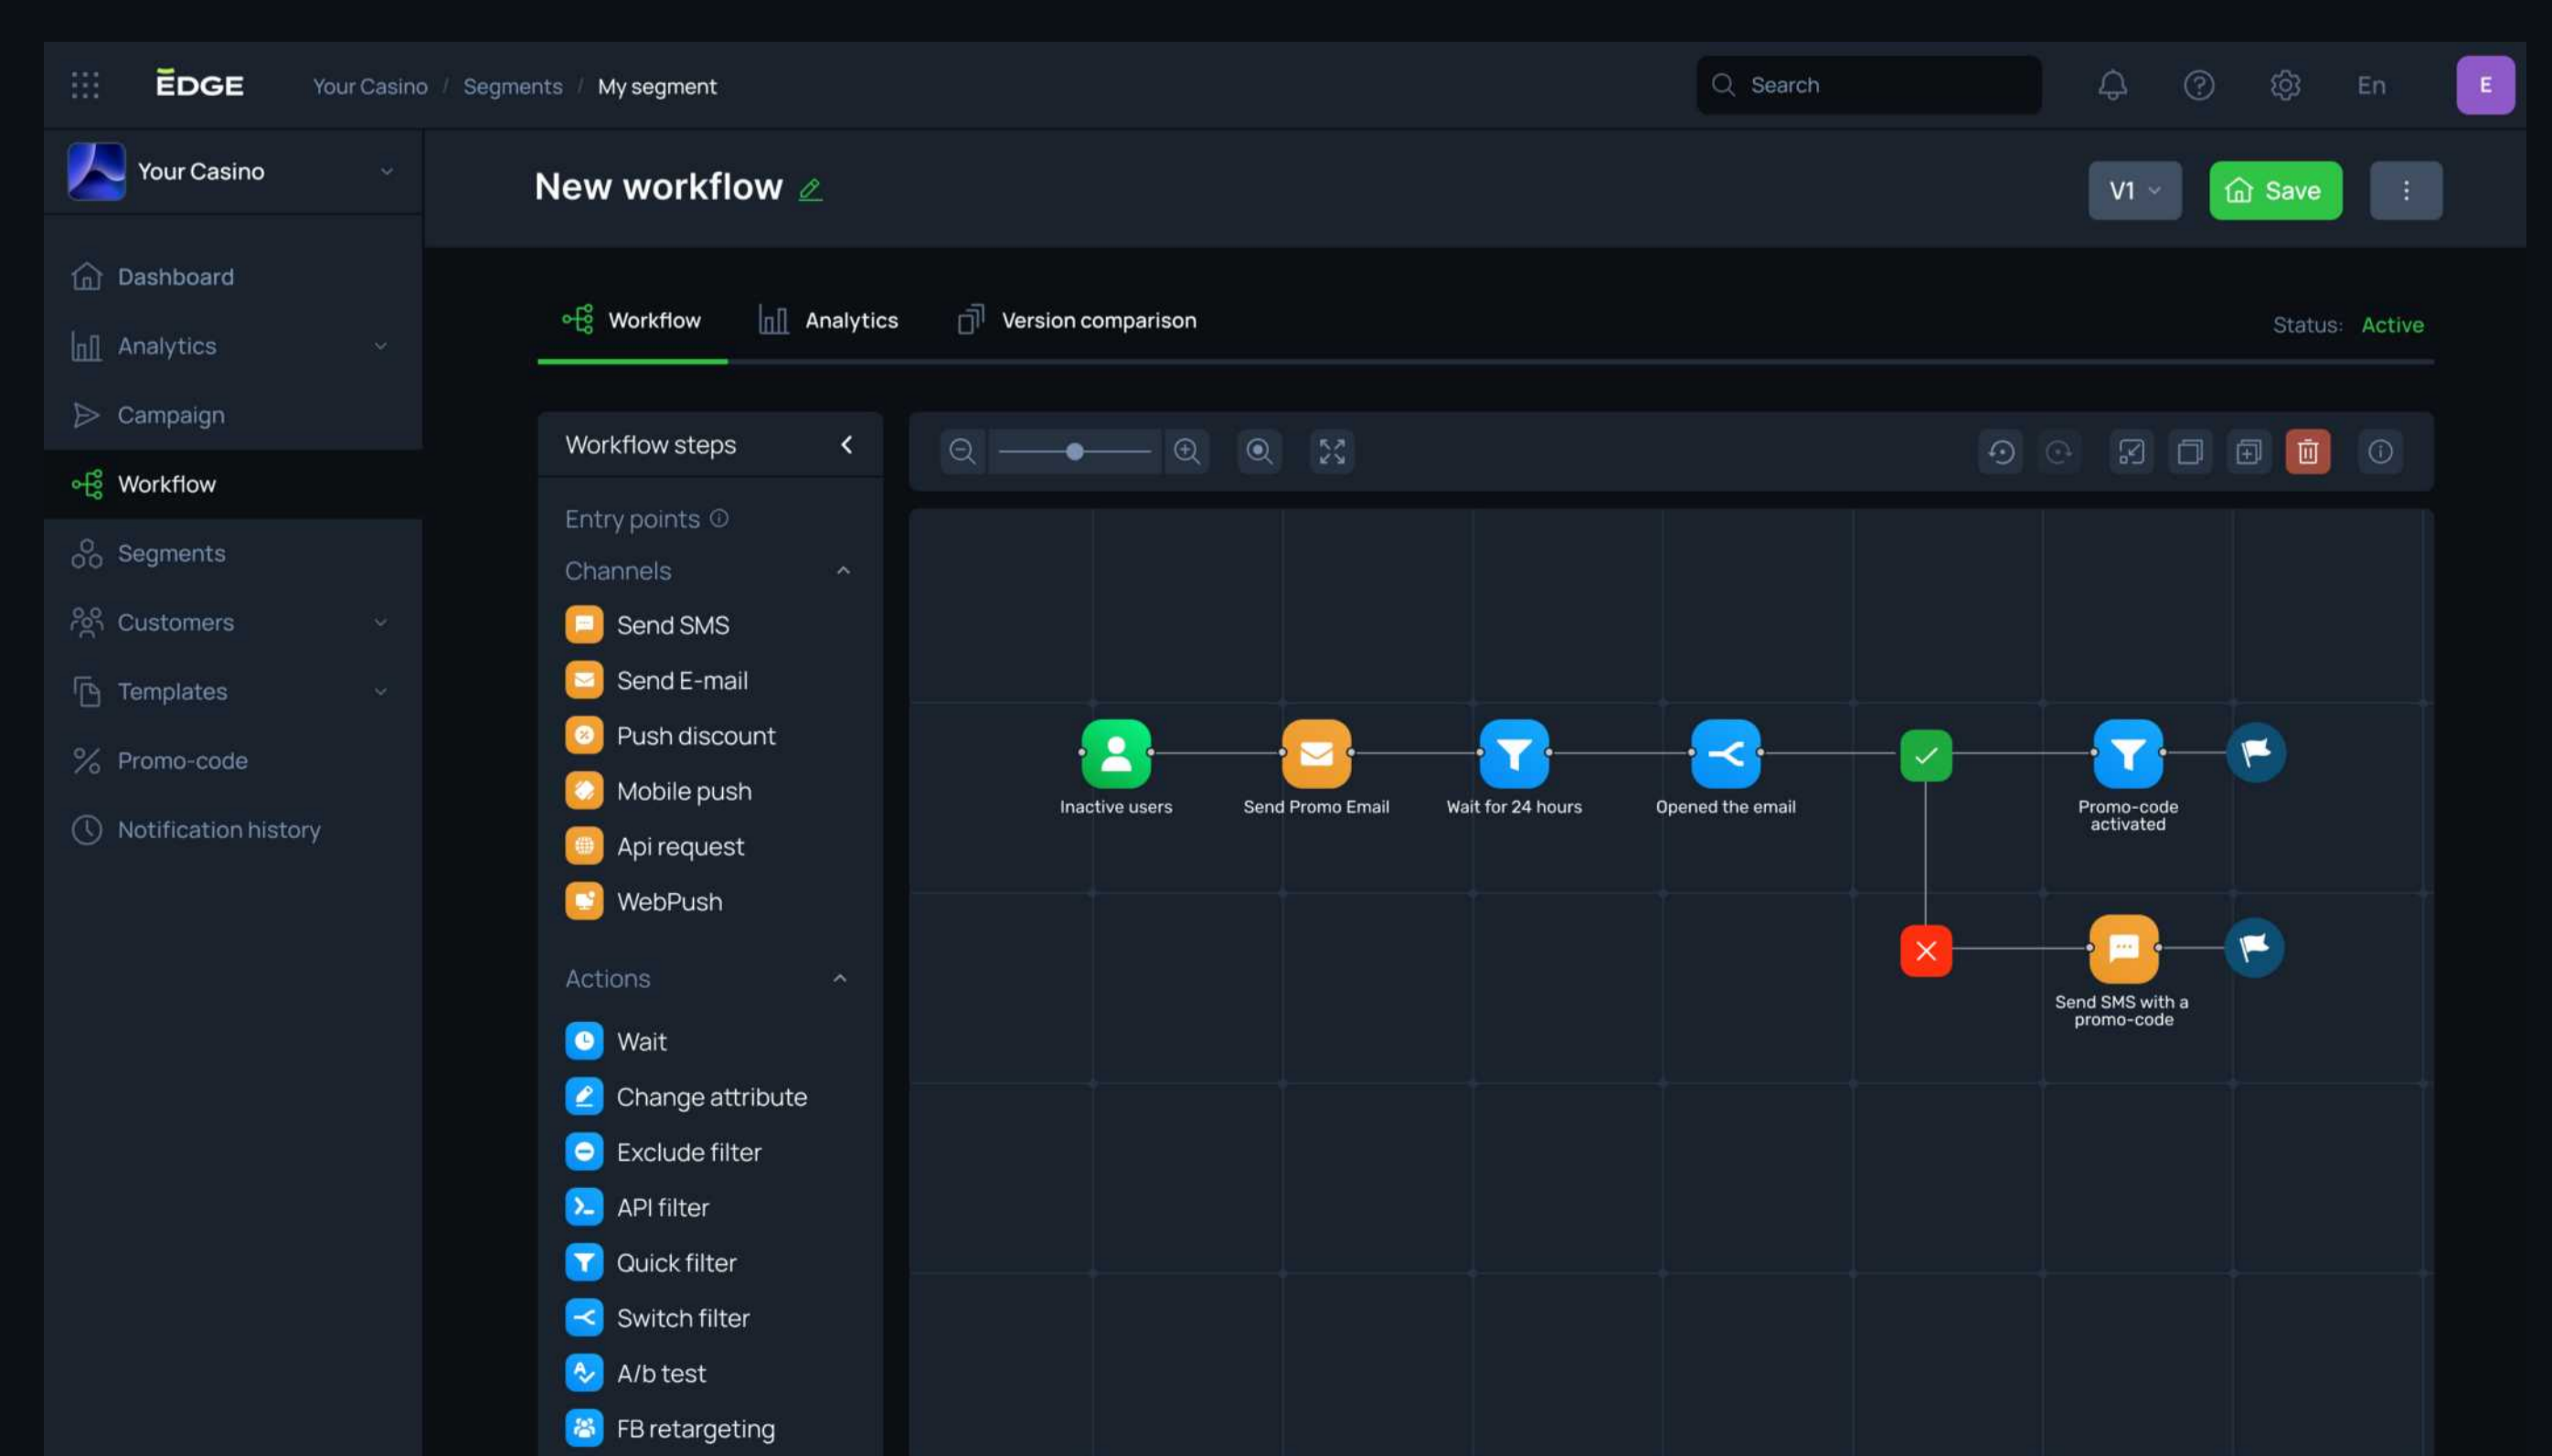 ĒDGE
Your Casino / Segments / My segment
Search
En
E
Your Casino
New workflow
V1
Save
Dashboard
Analytics
Campaign
Workflow
Segments
Customers
Templates
Promo-code
Notification history
Workflow
Analytics
Version comparison
Status: Active
Workflow steps
Entry points
Channels
Send SMS
Send E-mail
Push discount
Mobile push
Api request
WebPush
Actions
Wait
Change attribute
Exclude filter
API filter
Quick filter
Switch filter
A/b test
FB retargeting
Inactive users
Send Promo Email
Wait for 24 hours
Opened the email
Promo-code
activated
Send SMS with a
promo-code